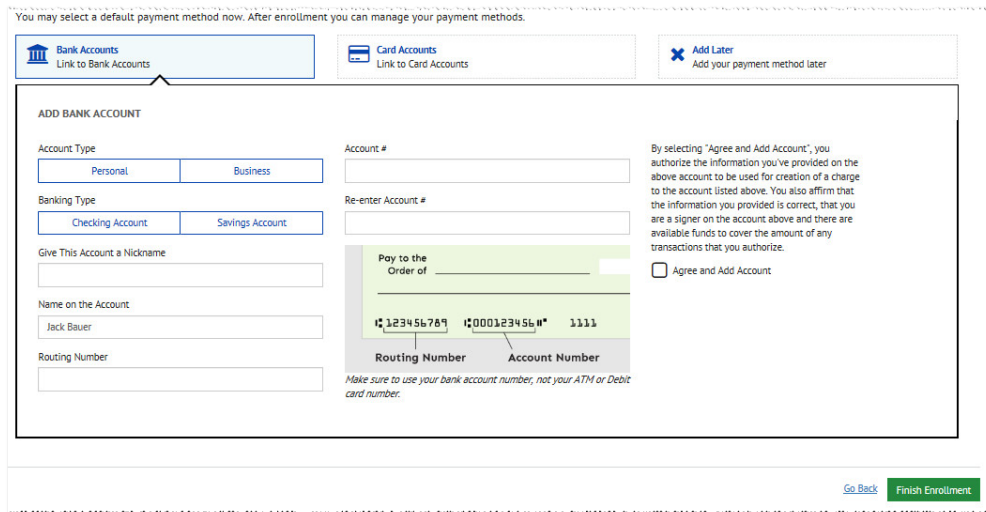 You may select a default payment method now. After enrollment you can manage your payment methods.
Bank Accounts
Link to Bank Accounts
Card Accounts
Link to Card Accounts
Add Later
Add your payment method later
ADD BANK ACCOUNT
Account Type
Personal
Business
Banking Type
Checking Account
Savings Account
Give This Account a Nickname
Name on the Account
Jack Bauer
Routing Number
Account #
Re-enter Account #
Pay to the
Order of
⑆123456789 ⑆000123456⑈ 1111
Routing Number
Account Number
Make sure to use your bank account number, not your ATM or Debit
card number.
By selecting "Agree and Add Account", you
authorize the information you've provided on the
above account to be used for creation of a charge
to the account listed above. You also affirm that
the information you provided is correct, that you
are a signer on the account above and there are
available funds to cover the amount of any
transactions that you authorize.
Agree and Add Account
Go Back
Finish Enrollment